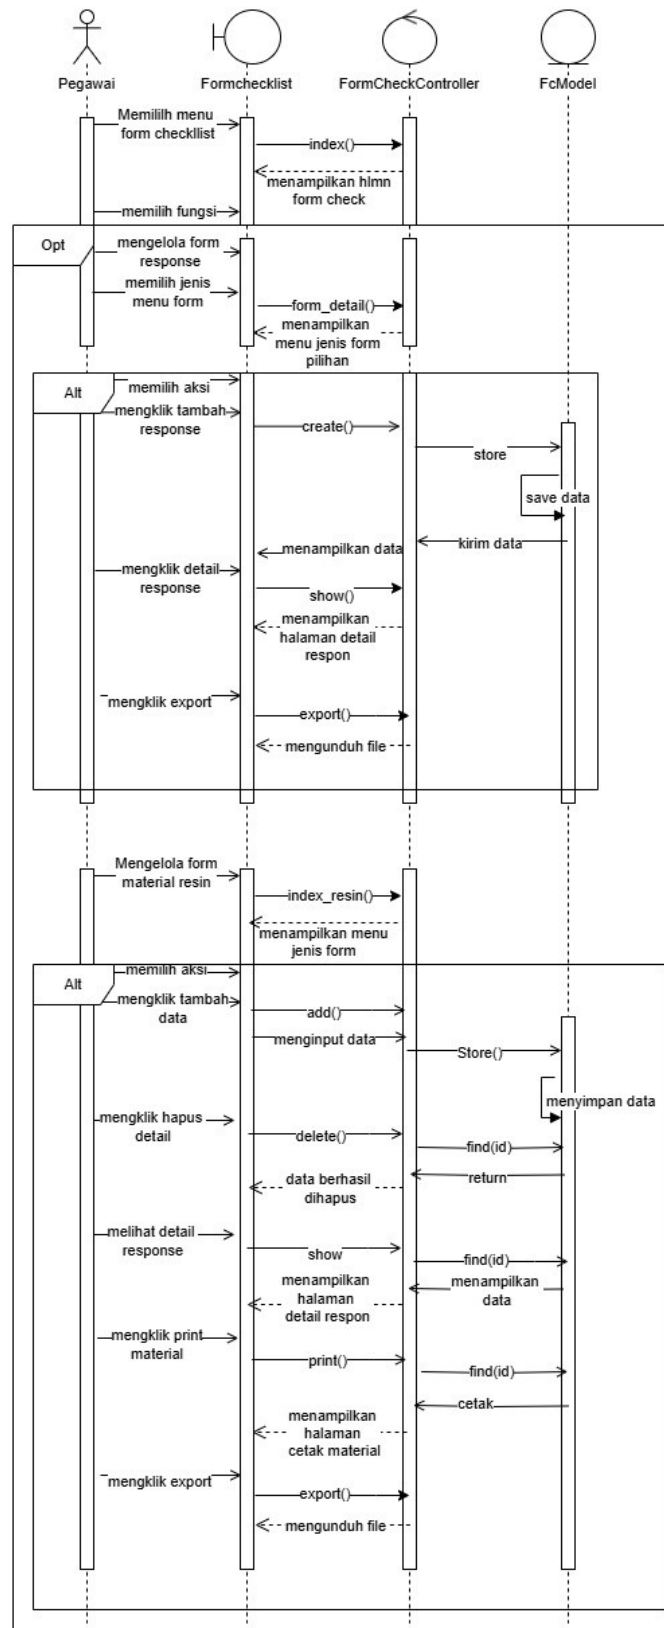 Pegawai
Formchecklist
FormCheckController
FcModel
Memililh menu
form checkllist
index()
menampilkan hlmn
form check
memilih fungsi
Opt
mengelola form
response
memilih jenis
menu form
form_detail()
menampilkan
menu jenis form
pilihan
Alt
memilih aksi
mengklik tambah
response
create()
store
save data
kirim data
menampilkan data
mengklik detail
response
show()
menampilkan
halaman detail
respon
mengklik export
export()
mengunduh file
Mengelola form
material resin
index_resin()
menampilkan menu
jenis form
Alt
memilih aksi
mengklik tambah
data
add()
menginput data
Store()
menyimpan data
mengklik hapus
detail
delete()
find(id)
return
data berhasil
dihapus
melihat detail
response
show
find(id)
menampilkan
data
menampilkan
halaman
detail respon
mengklik print
material
print()
find(id)
cetak
menampilkan
halaman
cetak material
mengklik export
export()
mengunduh file